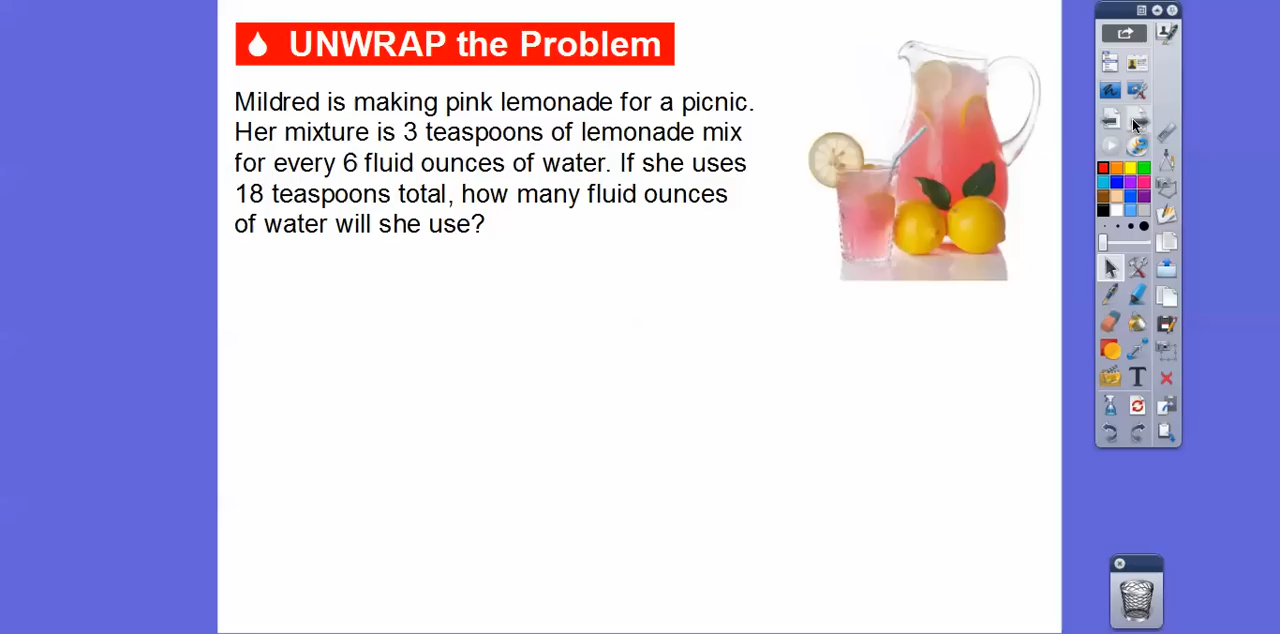 UNWRAP the Problem
Mildred is making pink lemonade for a picnic.
Her mixture is 3 teaspoons of lemonade mix
for every 6 fluid ounces of water. If she uses
18 teaspoons total, how many fluid ounces
of water will she use?
T